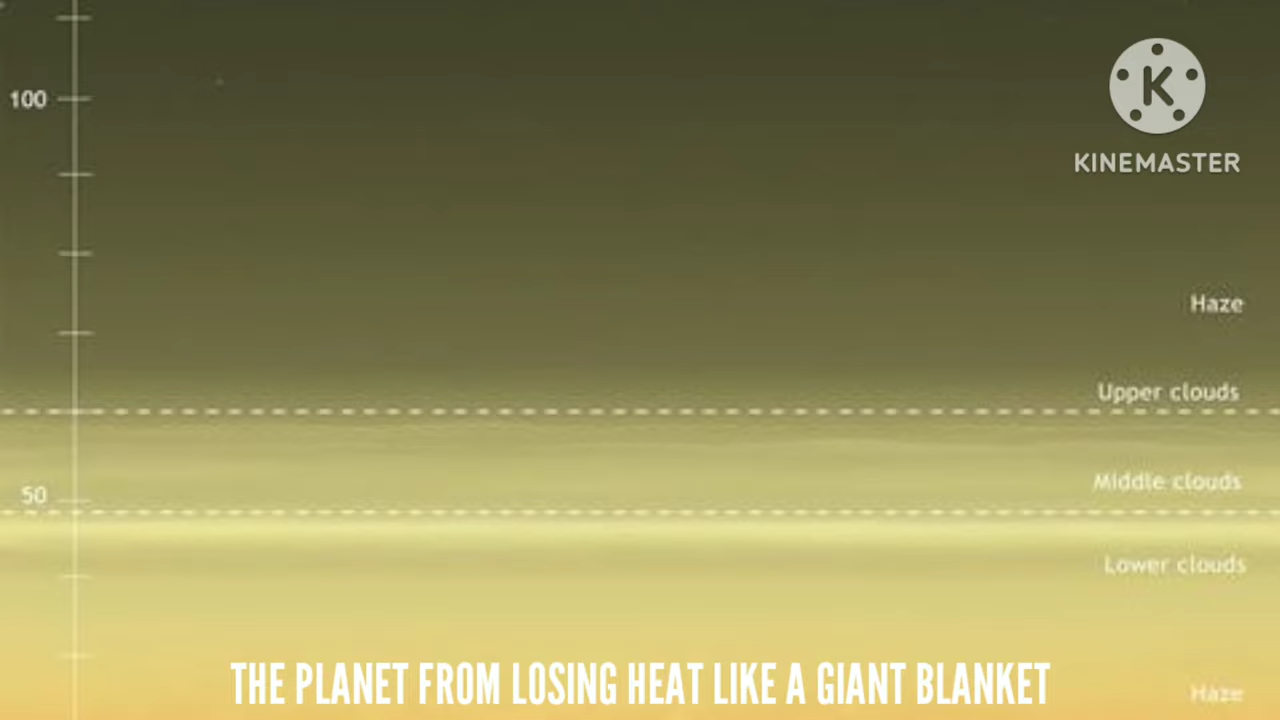 100
K
KINEMASTER
Haze
Upper clouds
Middle clouds
50
Lower clouds
THE PLANET FROM LOSING HEAT LIKE A GIANT BLANKET
Haze